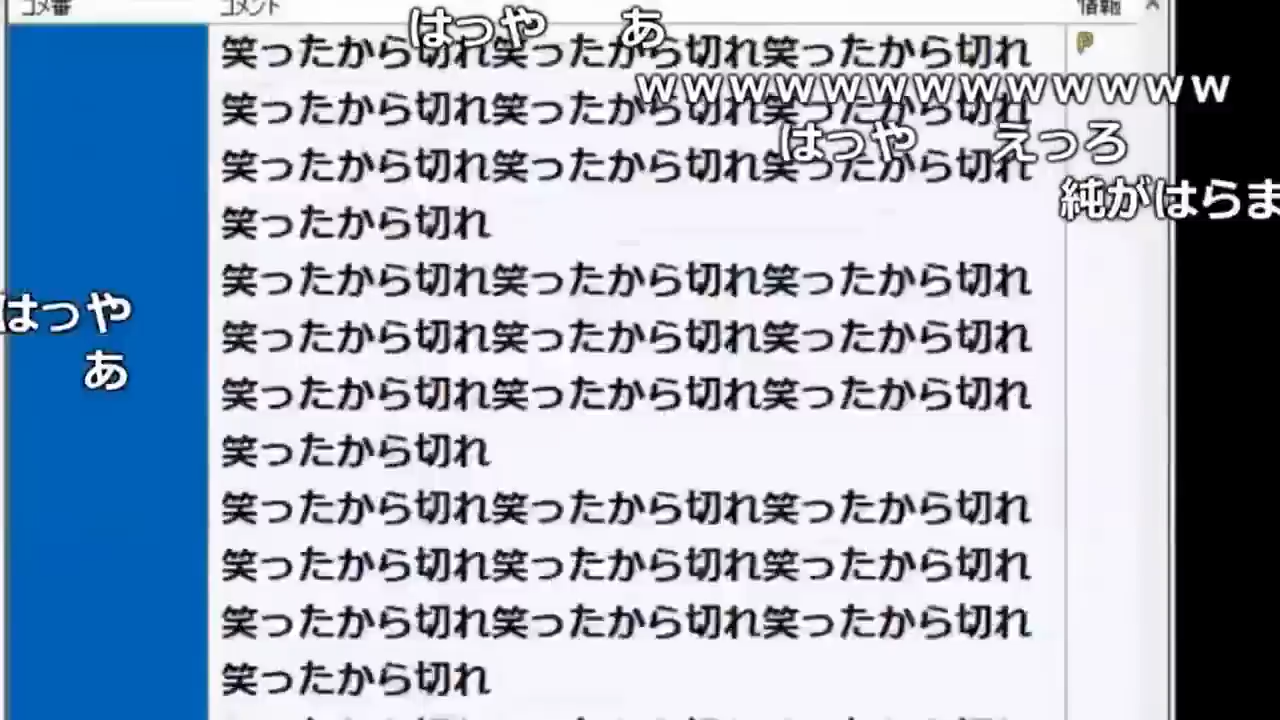 コメ番 コメント 情報
はっや あ
笑ったから切れ笑ったから切れ笑ったから切れ P
wwwwwwwwwwwww
笑ったから切れ笑ったから切れ笑ったから切れ
はっや えっろ
笑ったから切れ笑ったから切れ笑ったから切れ
純がはらま
笑ったから切れ
笑ったから切れ笑ったから切れ笑ったから切れ
はっや
笑ったから切れ笑ったから切れ笑ったから切れ
あ
笑ったから切れ笑ったから切れ笑ったから切れ
笑ったから切れ
笑ったから切れ笑ったから切れ笑ったから切れ
笑ったから切れ笑ったから切れ笑ったから切れ
笑ったから切れ笑ったから切れ笑ったから切れ
笑ったから切れ